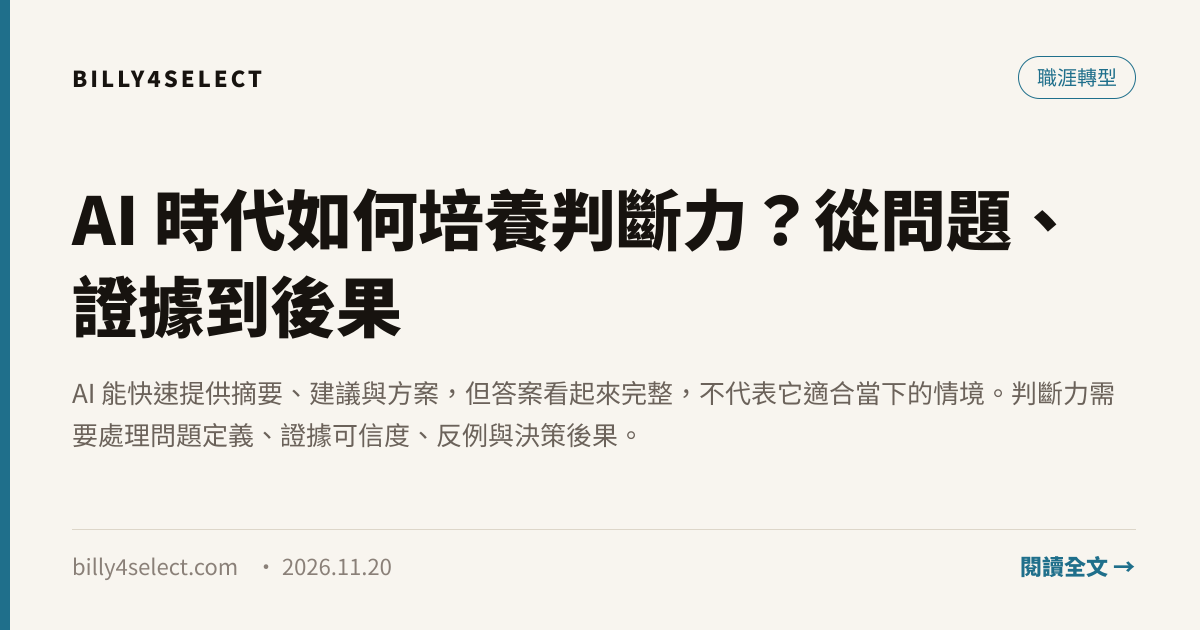 BILLY4SELECT
職涯轉型
AI 時代如何培養判斷力？從問題、
證據到後果
AI 能快速提供摘要、建議與方案，但答案看起來完整，不代表它適合當下的情境。判斷力需
要處理問題定義、證據可信度、反例與決策後果。
billy4select.com ・ 2026.11.20
閱讀全文 →